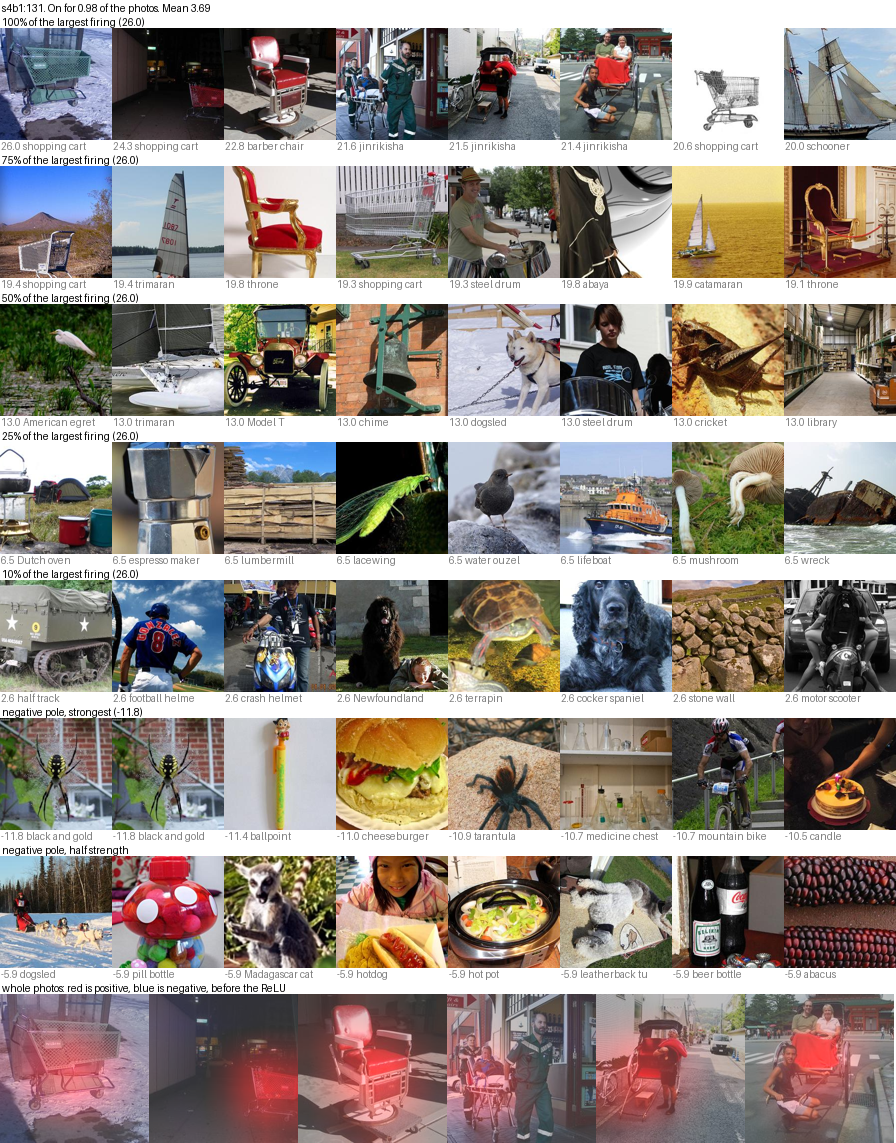 s4b1:131. On for 0.98 of the photos. Mean 3.69
100% of the largest firing (26.0)
26.0 shopping cart
24.3 shopping cart
22.8 barber chair
21.6 jinrikisha
21.5 jinrikisha
21.4 jinrikisha
20.6 shopping cart
20.0 schooner
75% of the largest firing (26.0)
19.4 shopping cart
19.4 trimaran
19.8 throne
19.3 shopping cart
19.3 steel drum
19.8 abaya
19.9 catamaran
19.1 throne
50% of the largest firing (26.0)
13.0 American egret
13.0 trimaran
13.0 Model T
13.0 chime
13.0 dogsled
13.0 steel drum
13.0 cricket
13.0 library
25% of the largest firing (26.0)
6.5 Dutch oven
6.5 espresso maker
6.5 lumbermill
6.5 lacewing
6.5 water ouzel
6.5 lifeboat
6.5 mushroom
6.5 wreck
10% of the largest firing (26.0)
2.6 half track
2.6 football helme
2.6 crash helmet
2.6 Newfoundland
2.6 terrapin
2.6 cocker spaniel
2.6 stone wall
2.6 motor scooter
negative pole, strongest (-11.8)
-11.8 black and gold
-11.8 black and gold
-11.4 ballpoint
-11.0 cheeseburger
-10.9 tarantula
-10.7 medicine chest
-10.7 mountain bike
-10.5 candle
negative pole, half strength
-5.9 dogsled
-5.9 pill bottle
-5.9 Madagascar cat
-5.9 hotdog
-5.9 hot pot
-5.9 leatherback tu
-5.9 beer bottle
-5.9 abacus
whole photos: red is positive, blue is negative, before the ReLU